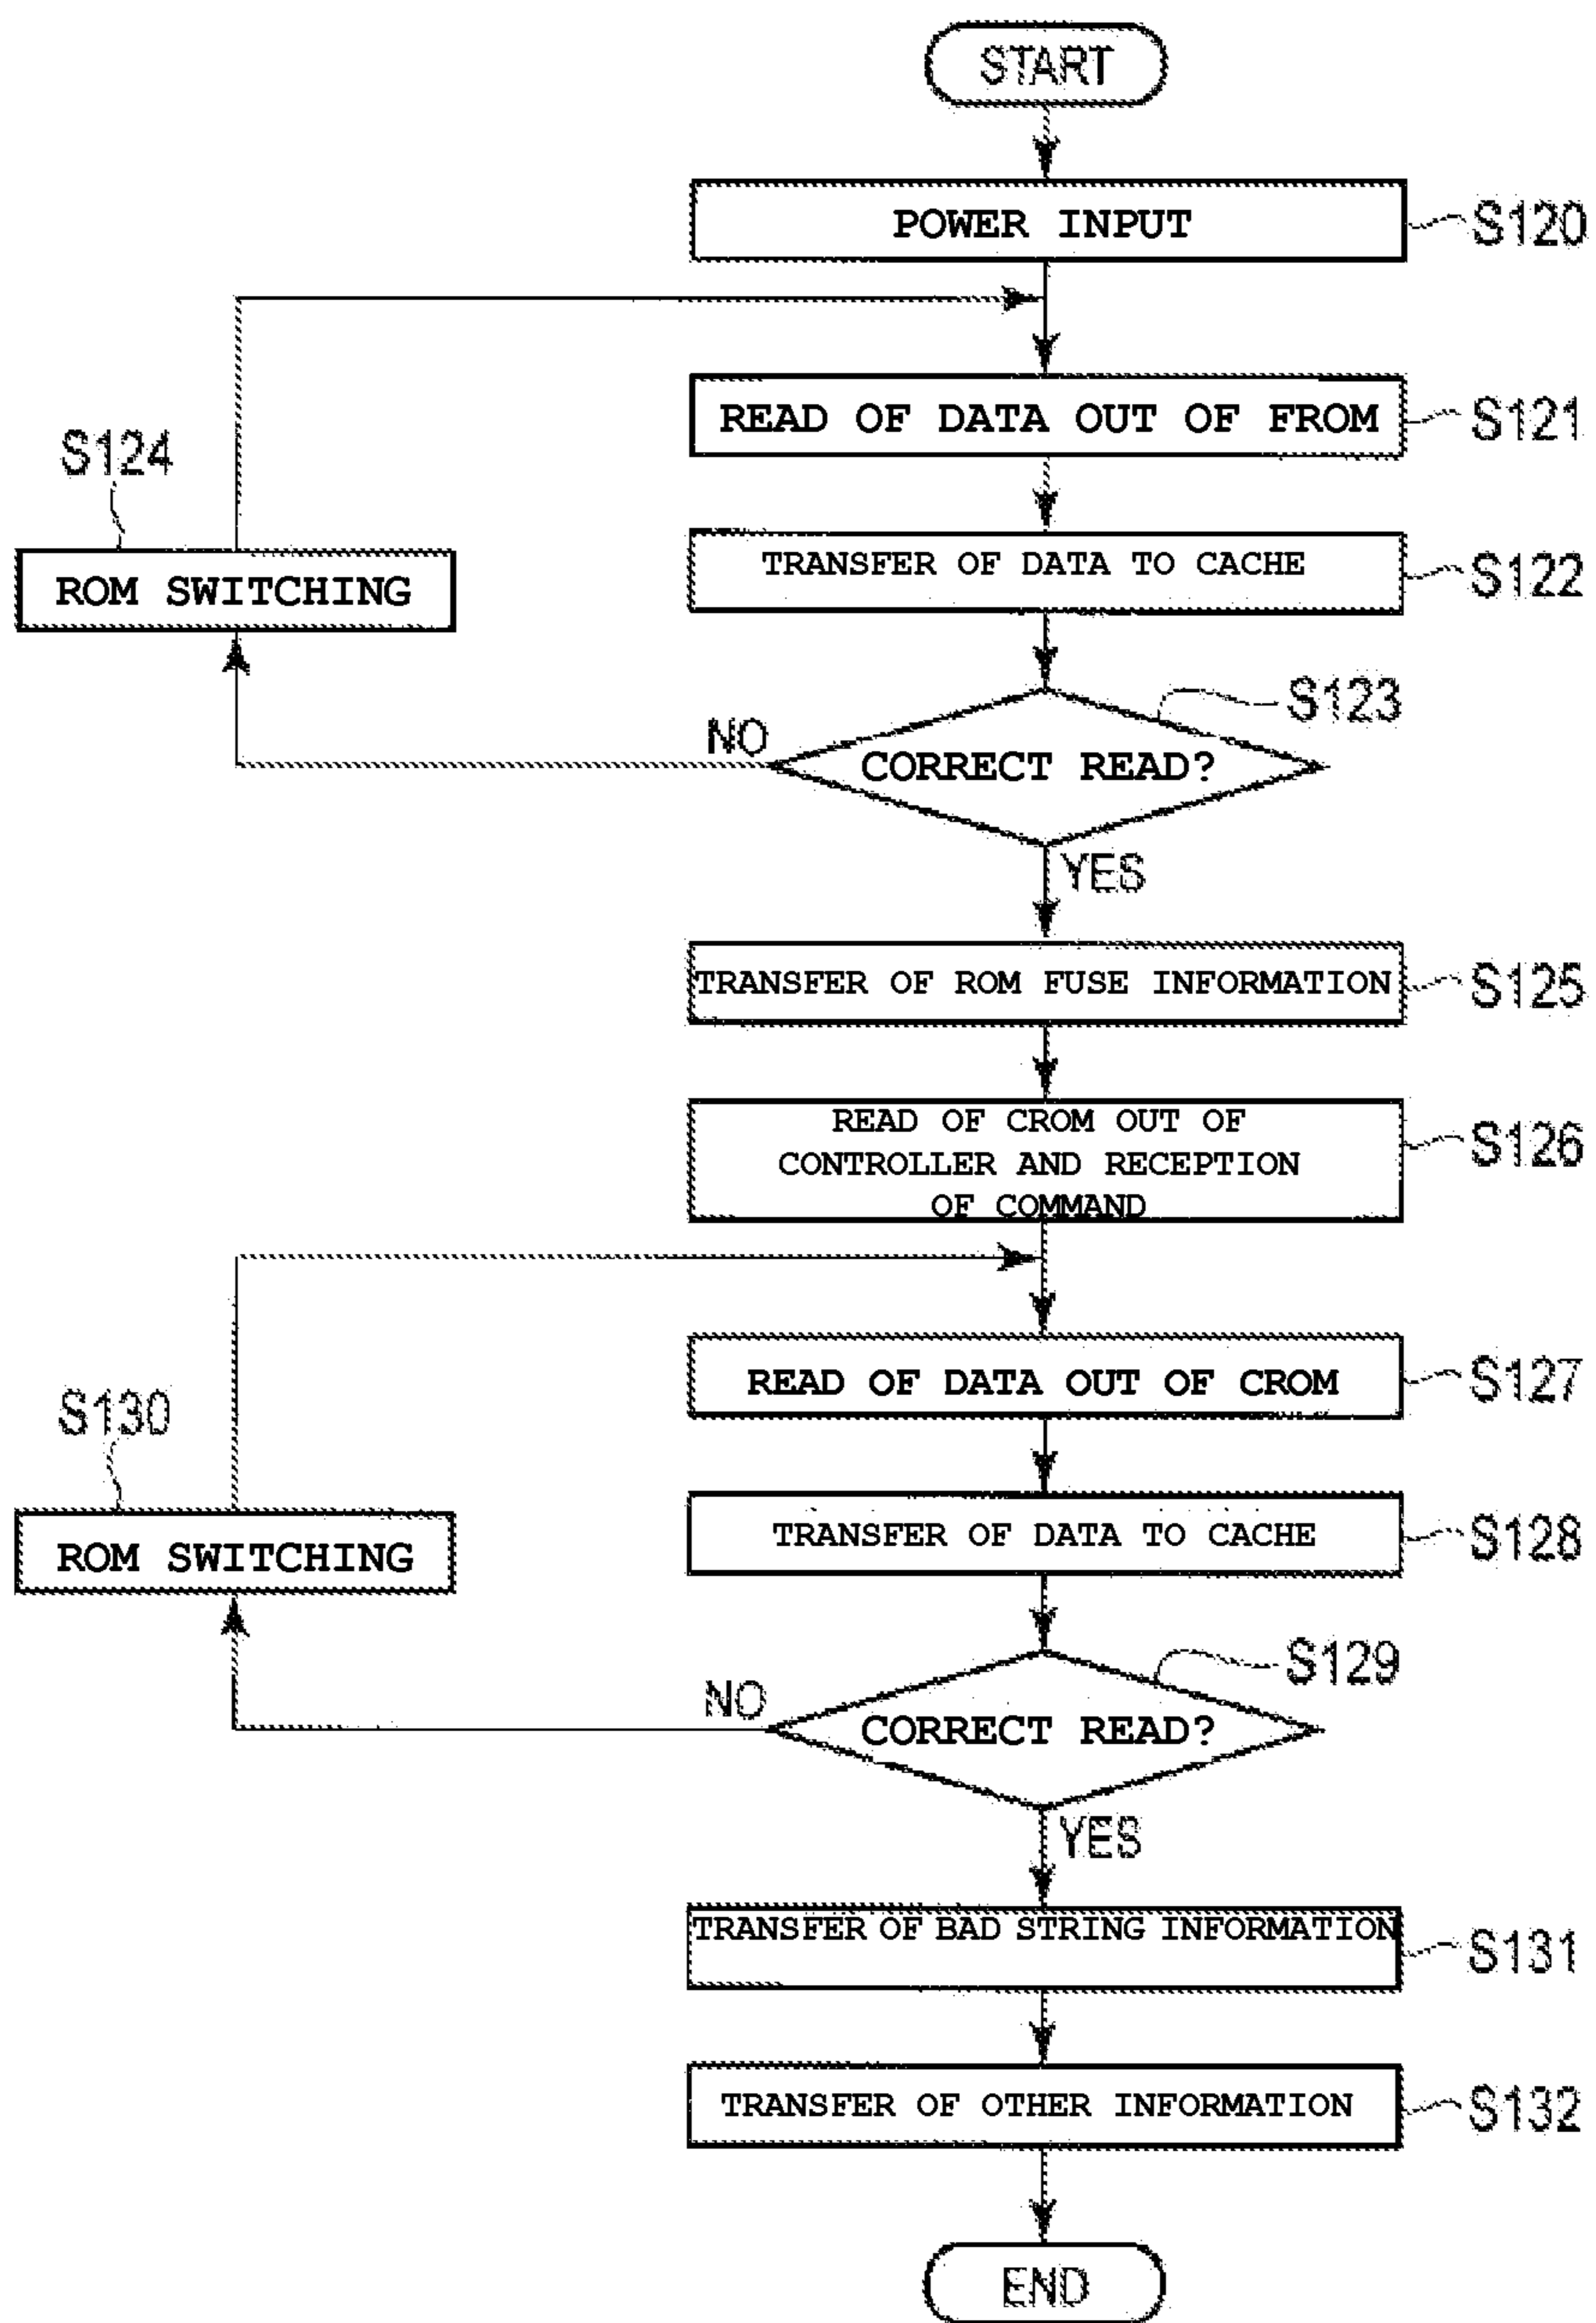 START
POWER INPUT
S120
READ OF DATA OUT OF FROM
S121
S124
ROM SWITCHING
TRANSFER OF DATA TO CACHE
S122
S123
NO
CORRECT READ?
YES
TRANSFER OF ROM FUSE INFORMATION
S125
READ OF CROM OUT OF
CONTROLLER AND RECEPTION
OF COMMAND
S126
READ OF DATA OUT OF CROM
S127
S130
ROM SWITCHING
TRANSFER OF DATA TO CACHE
S128
S129
NO
CORRECT READ?
YES
TRANSFER OF BAD STRING INFORMATION
S131
TRANSFER OF OTHER INFORMATION
S132
END